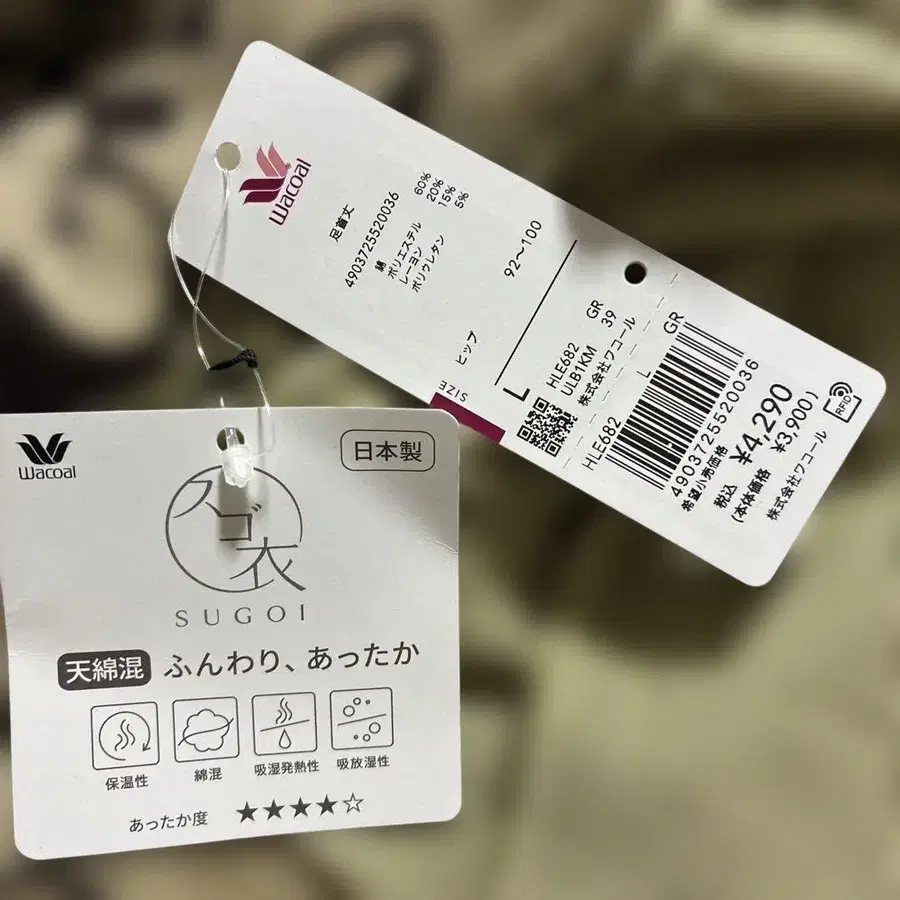 Wacoal
足首丈
4903725520036
綿 60%
ポリエステル 20%
レーヨン 15%
ポリウレタン 5%
SIZE
ヒップ 92~100
L
HLE682 GR
ULB1KM 39
株式会社ワコール
HLE682 L GR
4903725520036
希望小売価格
税込 ¥4,290
(本体価格 ¥3,900)
株式会社ワコール
RFID
Wacoal
日本製
スゴ衣
SUGOI
天綿混 ふんわり、あったか
保温性 綿混 吸湿発熱性 吸放湿性
あったか度 ★★★★☆